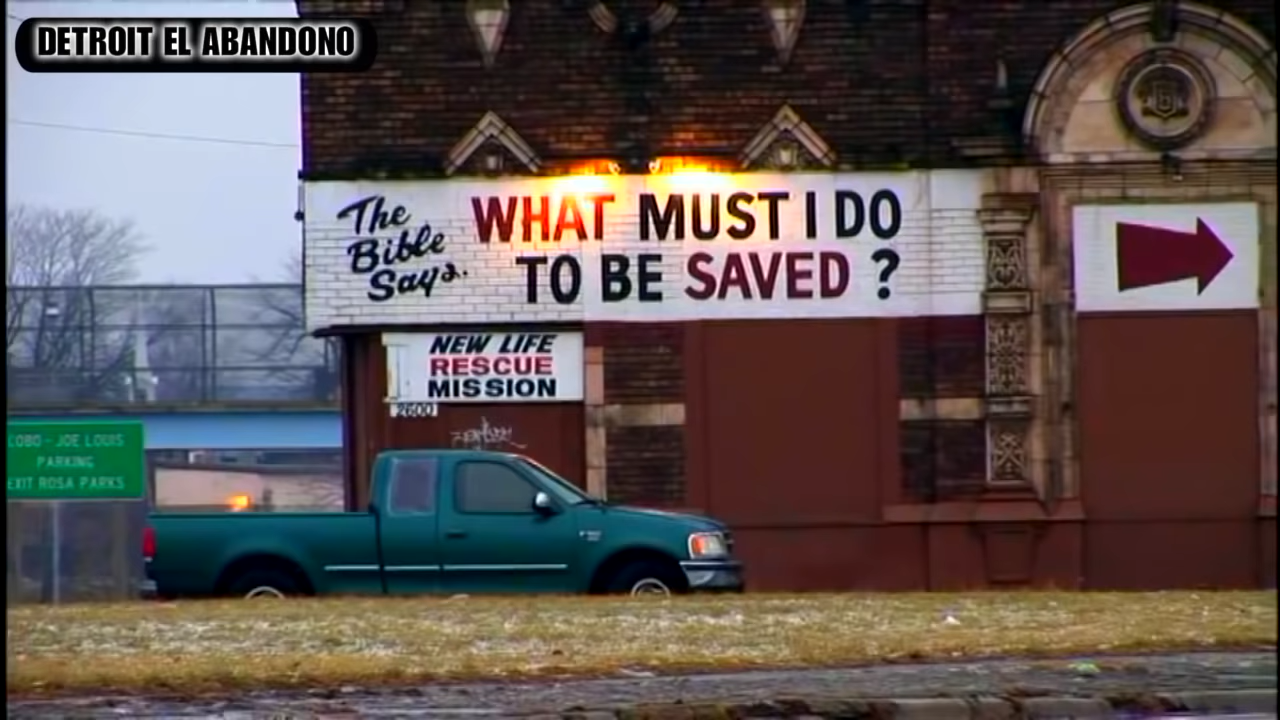 DETROIT EL ABANDONO
The
Bible
Says.
WHAT MUST I DO
TO BE SAVED ?
NEW LIFE
RESCUE
MISSION
2600
COBO - JOE LOUIS
PARKING
EXIT ROSA PARKS